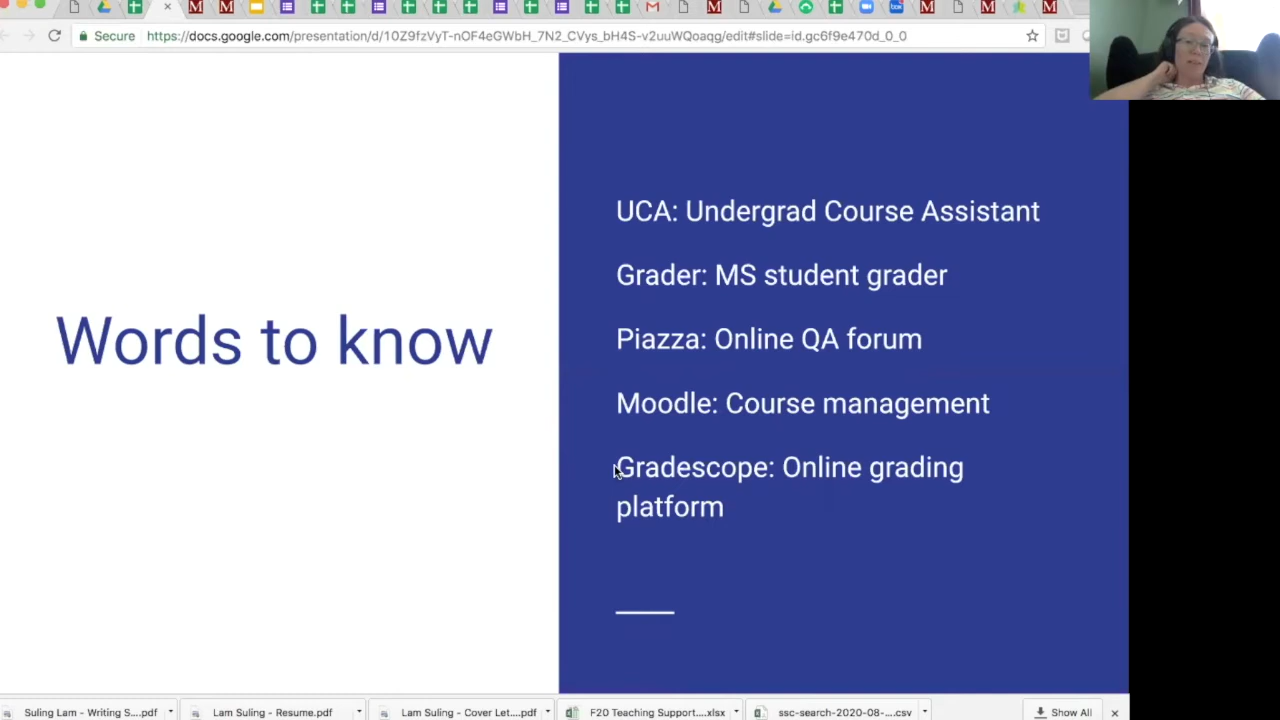 Secure
https://docs.google.com/presentation/d/10Z9fzVyT-nOF4eGWbH_7N2_CVys_bH4S-v2uuWQoaqg/edit#slide=id.gc6f9e470d_0_0
Words to know
UCA: Undergrad Course Assistant
Grader: MS student grader
Piazza: Online QA forum
Moodle: Course management
Gradescope: Online grading
platform
Suling Lam - Writing S....pdf
Lam Suling - Resume.pdf
Lam Suling - Cover Let....pdf
F20 Teaching Support....xlsx
ssc-search-2020-08-....csv
Show All